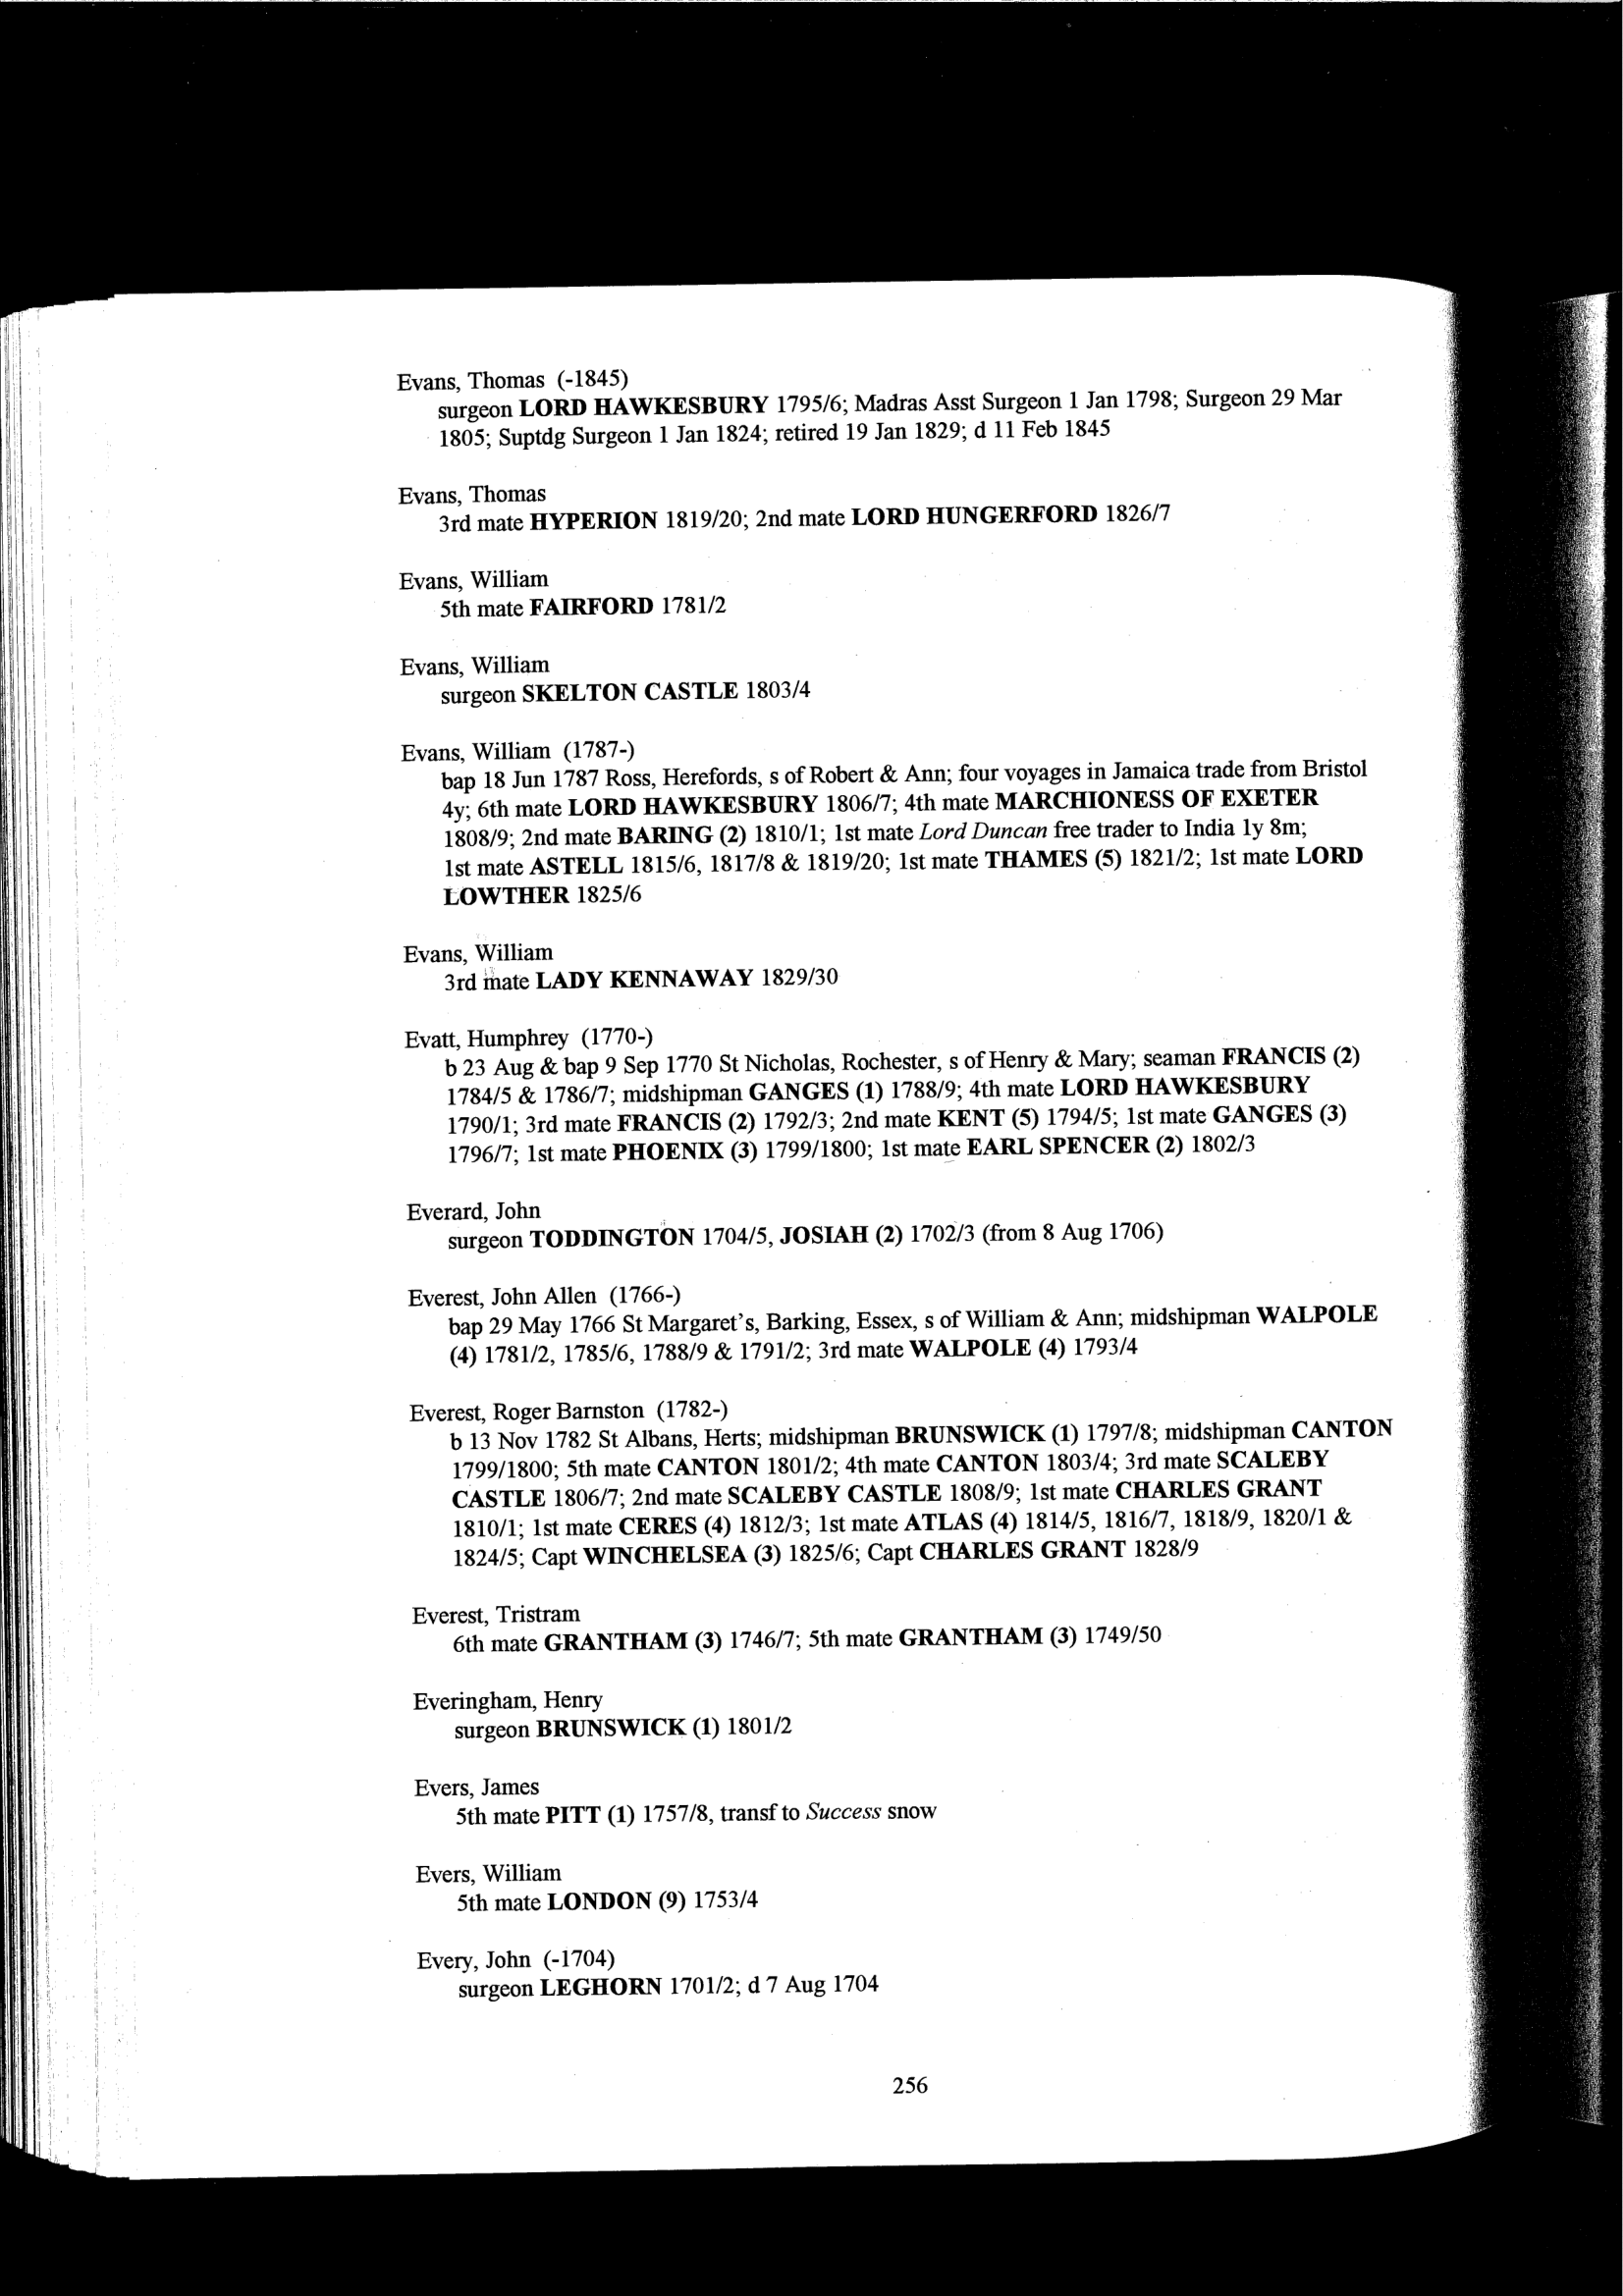 Evans, Thomas (-1845)
surgeon LORD HAWKESBURY 1795/6; Madras Asst Surgeon 1 Jan 1798; Surgeon 29 Mar
1805; Suptdg Surgeon 1 Jan 1824; retired 19 Jan 1829; d 11 Feb 1845
Evans, Thomas
3rd mate HYPERION 1819/20; 2nd mate LORD HUNGERFORD 1826/7
Evans, William
5th mate FAIRFORD 1781/2
Evans, William
surgeon SKELTON CASTLE 1803/4
Evans, William (1787-)
bap 18 Jun 1787 Ross, Herefords, s of Robert & Ann; four voyages in Jamaica trade from Bristol
4y; 6th mate LORD HAWKESBURY 1806/7; 4th mate MARCHIONESS OF EXETER
1808/9; 2nd mate BARING (2) 1810/1; 1st mate Lord Duncan free trader to India 1y 8m;
1st mate ASTELL 1815/6, 1817/8 & 1819/20; 1st mate THAMES (5) 1821/2; 1st mate LORD
LOWTHER 1825/6
Evans, William
3rd mate LADY KENNAWAY 1829/30
Evatt, Humphrey (1770-)
b 23 Aug & bap 9 Sep 1770 St Nicholas, Rochester, s of Henry & Mary; seaman FRANCIS (2)
1784/5 & 1786/7; midshipman GANGES (1) 1788/9; 4th mate LORD HAWKESBURY
1790/1; 3rd mate FRANCIS (2) 1792/3; 2nd mate KENT (5) 1794/5; 1st mate GANGES (3)
1796/7; 1st mate PHOENIX (3) 1799/1800; 1st mate EARL SPENCER (2) 1802/3
Everard, John
surgeon TODDINGTON 1704/5, JOSIAH (2) 1702/3 (from 8 Aug 1706)
Everest, John Allen (1766-)
bap 29 May 1766 St Margaret's, Barking, Essex, s of William & Ann; midshipman WALPOLE
(4) 1781/2, 1785/6, 1788/9 & 1791/2; 3rd mate WALPOLE (4) 1793/4
Everest, Roger Barnston (1782-)
b 13 Nov 1782 St Albans, Herts; midshipman BRUNSWICK (1) 1797/8; midshipman CANTON
1799/1800; 5th mate CANTON 1801/2; 4th mate CANTON 1803/4; 3rd mate SCALEBY
CASTLE 1806/7; 2nd mate SCALEBY CASTLE 1808/9; 1st mate CHARLES GRANT
1810/1; 1st mate CERES (4) 1812/3; 1st mate ATLAS (4) 1814/5, 1816/7, 1818/9, 1820/1 &
1824/5; Capt WINCHELSEA (3) 1825/6; Capt CHARLES GRANT 1828/9
Everest, Tristram
6th mate GRANTHAM (3) 1746/7; 5th mate GRANTHAM (3) 1749/50
Everingham, Henry
surgeon BRUNSWICK (1) 1801/2
Evers, James
5th mate PITT (1) 1757/8, transf to Success snow
Evers, William
5th mate LONDON (9) 1753/4
Every, John (-1704)
surgeon LEGHORN 1701/2; d 7 Aug 1704
256